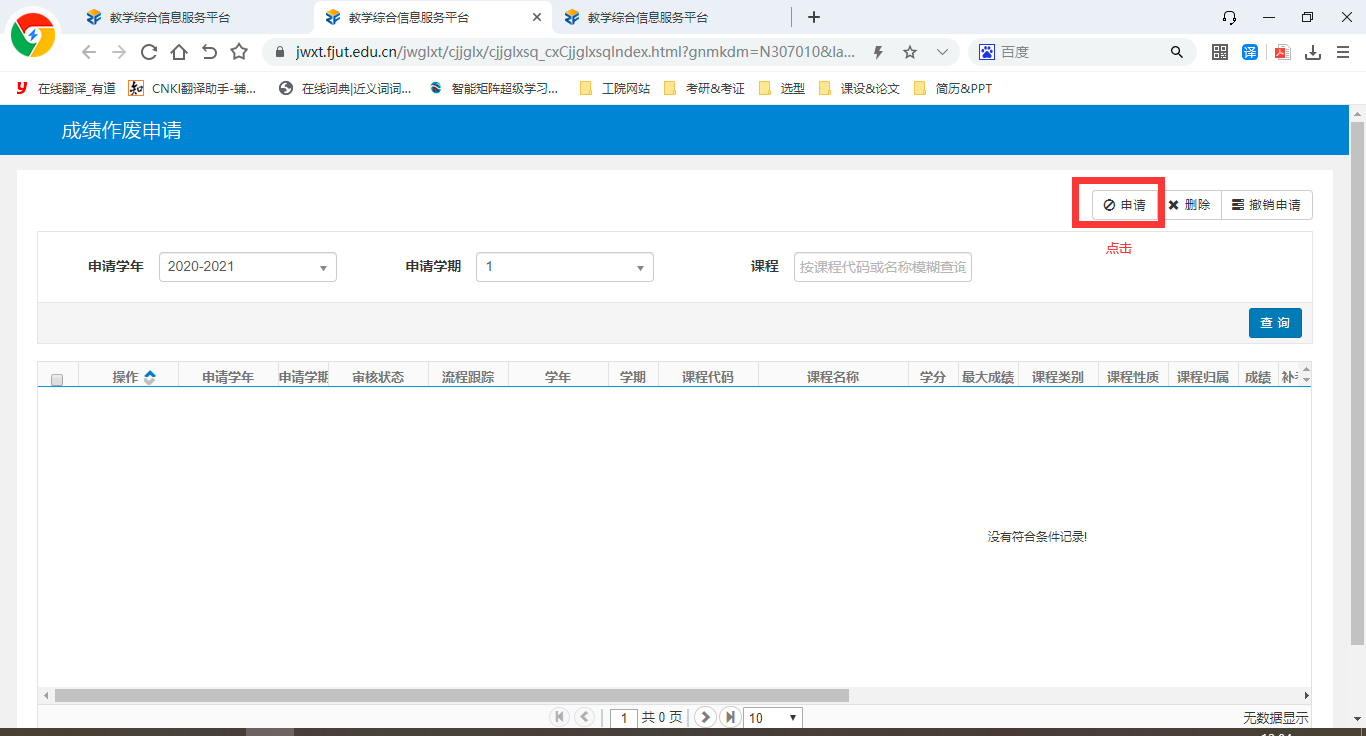 教学综合信息服务平台 教学综合信息服务平台 教学综合信息服务平台
jwxt.fjut.edu.cn/jwglxt/cjjglx/cjjglxsq_cxCjjglxsqIndex.html?gnmkdm=N307010&la... 百度 译
在线翻译_有道 CNKI翻译助手-辅... 在线词典|近义词词... 智能矩阵超级学习... 工院网站 考研&考证 选型 课设&论文 简历&PPT
成绩作废申请
申请 删除 撤销申请
点击
申请学年 2020-2021 申请学期 1 课程 按课程代码或名称模糊查询
查 询
操作 申请学年 申请学期 审核状态 流程跟踪 学年 学期 课程代码 课程名称 学分 最大成绩 课程类别 课程性质 课程归属 成绩
没有符合条件记录!
1 共 0 页 10 无数据显示